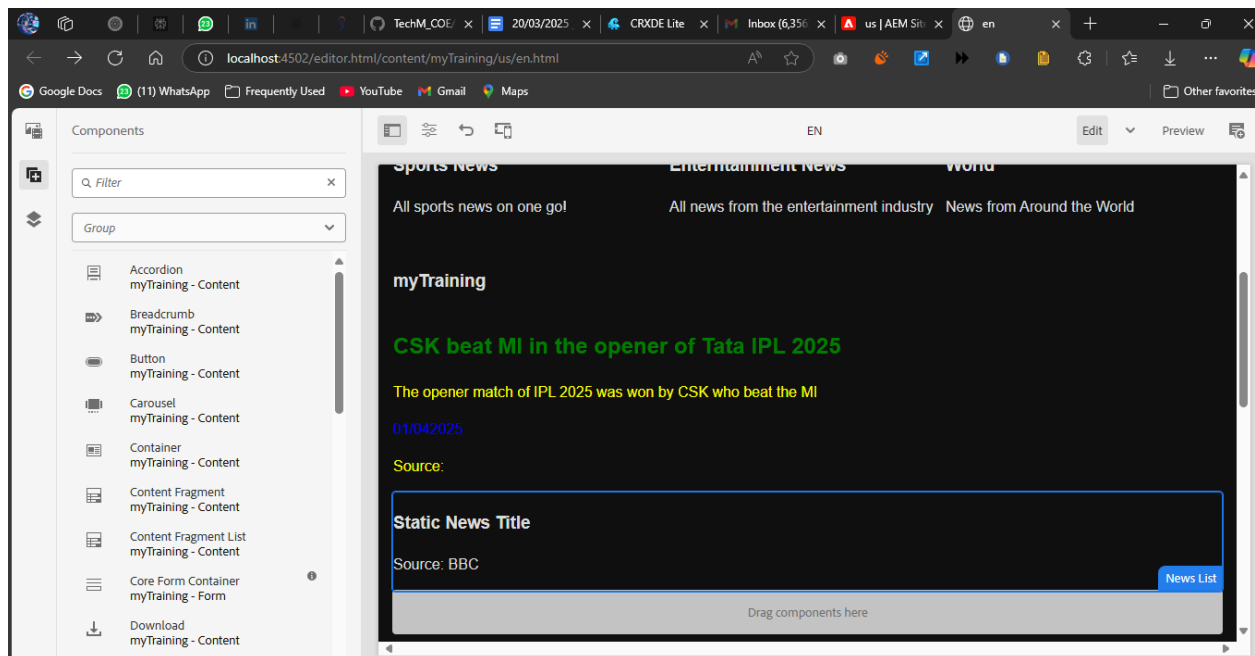 TechM_COE/
20/03/2025
CRXDE Lite
Inbox (6,356
us | AEM Sit
en
localhost:4502/editor.html/content/myTraining/us/en.html
Google Docs
(11) WhatsApp
Frequently Used
YouTube
Gmail
Maps
Other favorites
Components
EN
Edit
Preview
Filter
Group
Accordion
myTraining - Content
Breadcrumb
myTraining - Content
Button
myTraining - Content
Carousel
myTraining - Content
Container
myTraining - Content
Content Fragment
myTraining - Content
Content Fragment List
myTraining - Content
Core Form Container
myTraining - Form
Download
myTraining - Content
Sports News
Enterntainment News
World
All sports news on one go!
All news from the entertainment industry
News from Around the World
myTraining
CSK beat MI in the opener of Tata IPL 2025
The opener match of IPL 2025 was won by CSK who beat the MI
01/042025
Source:
Static News Title
Source: BBC
News List
Drag components here